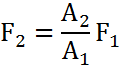 F₂ = A₂/A₁ F₁